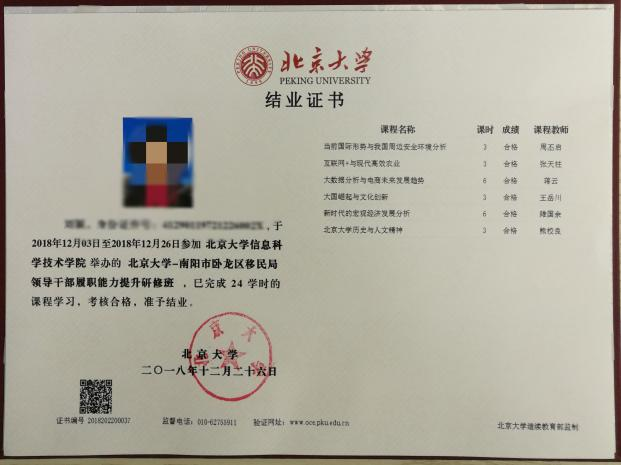 北京大学
PEKING UNIVERSITY
结业证书
，于
2018年12月03日至2018年12月26日参加 北京大学信息科
学技术学院 举办的 北京大学-南阳市卧龙区移民局
领导干部履职能力提升研修班 ，已完成 24 学时的
课程学习，考核合格，准予结业。
北京大学
二〇一八年十二月二十六日
北京大学
课程名称 课时 成绩 课程教师
当前国际形势与我国周边安全环境分析 3 合格 周丕启
互联网+与现代高效农业 3 合格 张天柱
大数据分析与电商未来发展趋势 6 合格 蒋云
大国崛起与文化创新 3 合格 王岳川
新时代的宏观经济发展分析 6 合格 陆国余
北京大学历史与人文精神 3 合格 熊校良
证书编号 2018202200037 监督电话：010-62755911 验证网址：www.oce.pku.edu.cn 北京大学继续教育部监制